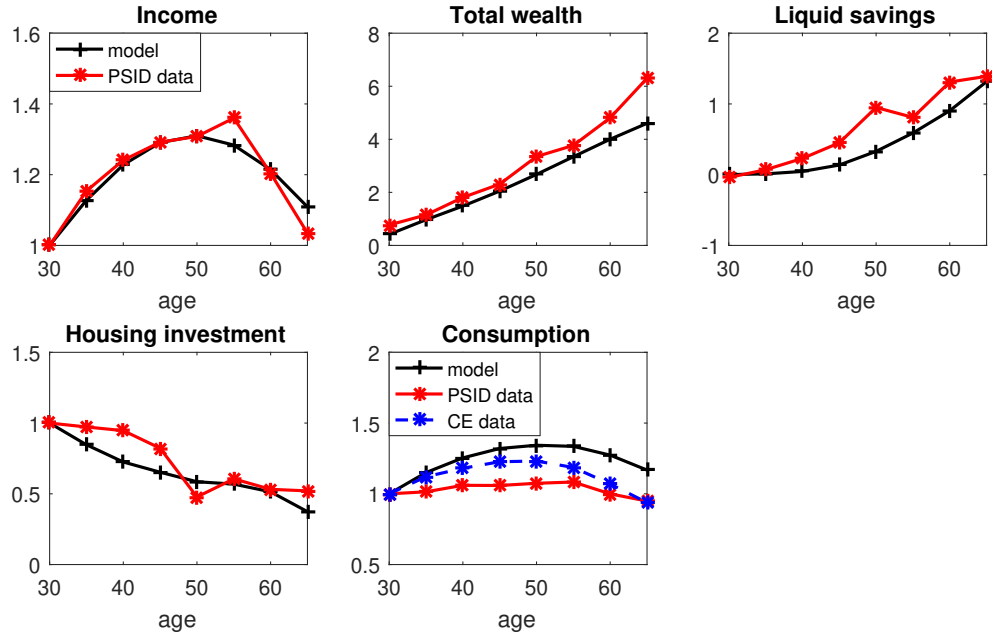 Income
1.6
1.4
1.2
1
model
PSID data
30 40 50 60
age
Total wealth
8
6
4
2
0
30 40 50 60
age
Liquid savings
2
1
0
-1
30 40 50 60
age
Housing investment
1.5
1
0.5
0
30 40 50 60
age
Consumption
2
1.5
1
0.5
model
PSID data
CE data
30 40 50 60
age